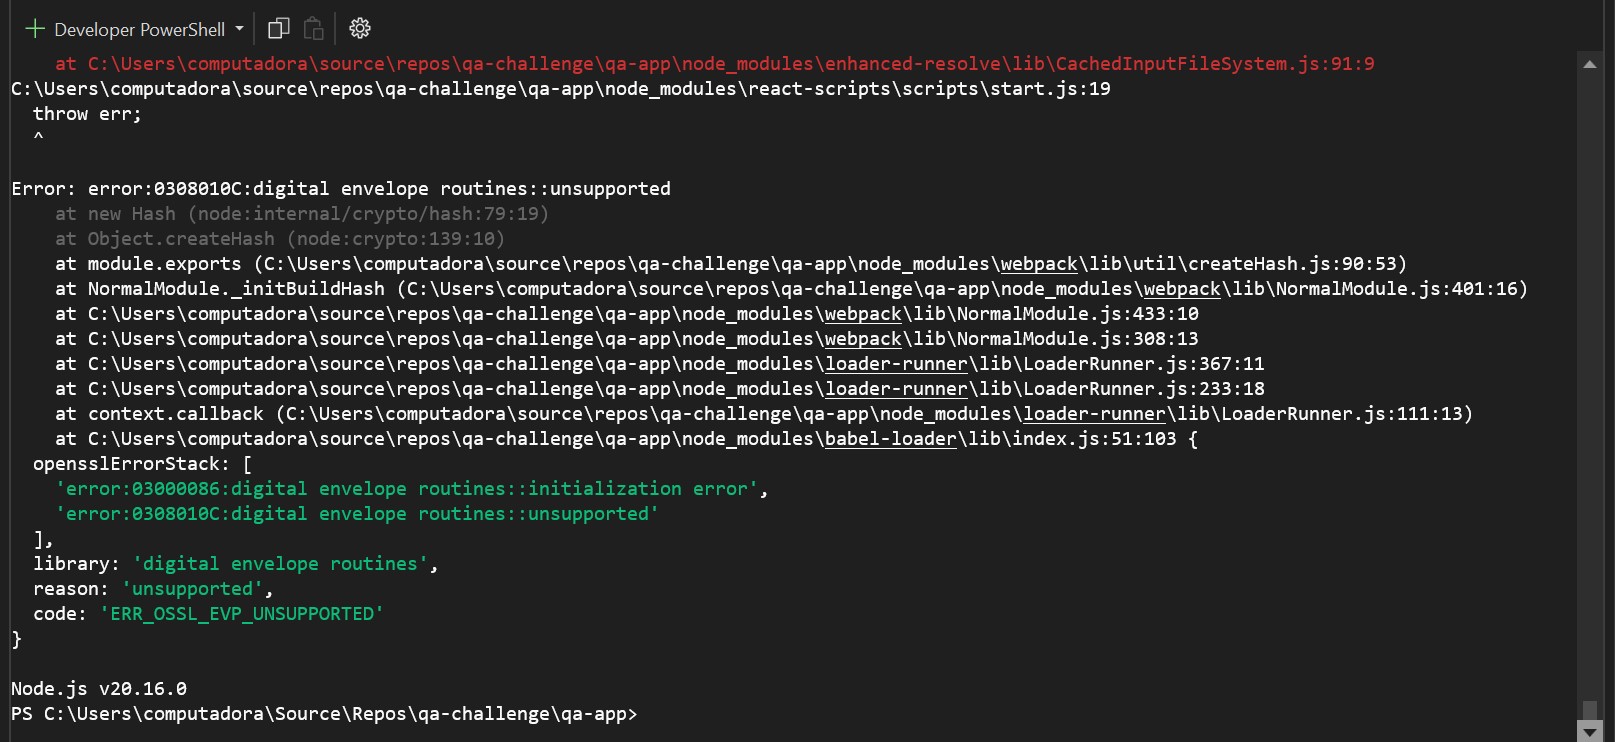 Developer PowerShell
at C:\Users\computadora\source\repos\qa-challenge\qa-app\node_modules\enhanced-resolve\lib\CachedInputFileSystem.js:91:9
C:\Users\computadora\source\repos\qa-challenge\qa-app\node_modules\react-scripts\scripts\start.js:19
throw err;
^
Error: error:0308010C:digital envelope routines::unsupported
at new Hash (node:internal/crypto/hash:79:19)
at Object.createHash (node:crypto:139:10)
at module.exports (C:\Users\computadora\source\repos\qa-challenge\qa-app\node_modules\webpack\lib\util\createHash.js:90:53)
at NormalModule._initBuildHash (C:\Users\computadora\source\repos\qa-challenge\qa-app\node_modules\webpack\lib\NormalModule.js:401:16)
at C:\Users\computadora\source\repos\qa-challenge\qa-app\node_modules\webpack\lib\NormalModule.js:433:10
at C:\Users\computadora\source\repos\qa-challenge\qa-app\node_modules\webpack\lib\NormalModule.js:308:13
at C:\Users\computadora\source\repos\qa-challenge\qa-app\node_modules\loader-runner\lib\LoaderRunner.js:367:11
at C:\Users\computadora\source\repos\qa-challenge\qa-app\node_modules\loader-runner\lib\LoaderRunner.js:233:18
at context.callback (C:\Users\computadora\source\repos\qa-challenge\qa-app\node_modules\loader-runner\lib\LoaderRunner.js:111:13)
at C:\Users\computadora\source\repos\qa-challenge\qa-app\node_modules\babel-loader\lib\index.js:51:103 {
opensslErrorStack: [
'error:03000086:digital envelope routines::initialization error',
'error:0308010C:digital envelope routines::unsupported'
],
library: 'digital envelope routines',
reason: 'unsupported',
code: 'ERR_OSSL_EVP_UNSUPPORTED'
}
Node.js v20.16.0
PS C:\Users\computadora\Source\Repos\qa-challenge\qa-app>